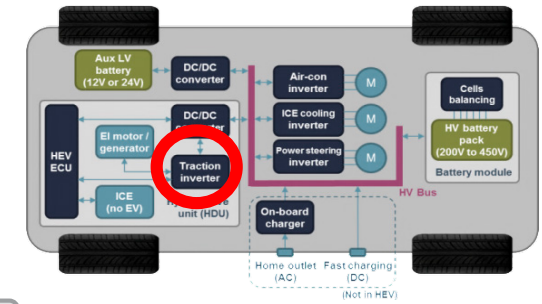 Aux LV
battery
(12V or 24V)
DC/DC
converter
Air-con
inverter
M
Cells
balancing
HEV
ECU
El motor /
generator
DC/DC
ICE cooling
inverter
M
HV battery
pack
(200V to 450V)
Traction
inverter
Power steering
inverter
M
Battery module
ICE
(no EV)
unit (HDU)
HV Bus
On-board
charger
Home outlet
(AC)
Fast charging
(DC)
(Not in HEV)